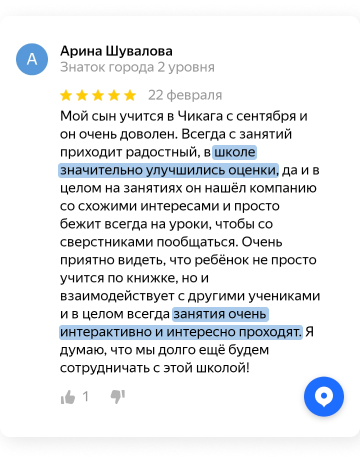 А
Арина Шувалова
Знаток города 2 уровня
22 февраля
Мой сын учится в Чикага с сентября и
он очень доволен. Всегда с занятий
приходит радостный, в школе
значительно улучшились оценки, да и в
целом на занятиях он нашёл компанию
со схожими интересами и просто
бежит всегда на уроки, чтобы со
сверстниками пообщаться. Очень
приятно видеть, что ребёнок не просто
учится по книжке, но и
взаимодействует с другими учениками
и в целом всегда занятия очень
интерактивно и интересно проходят. Я
думаю, что мы долго ещё будем
сотрудничать с этой школой!
1